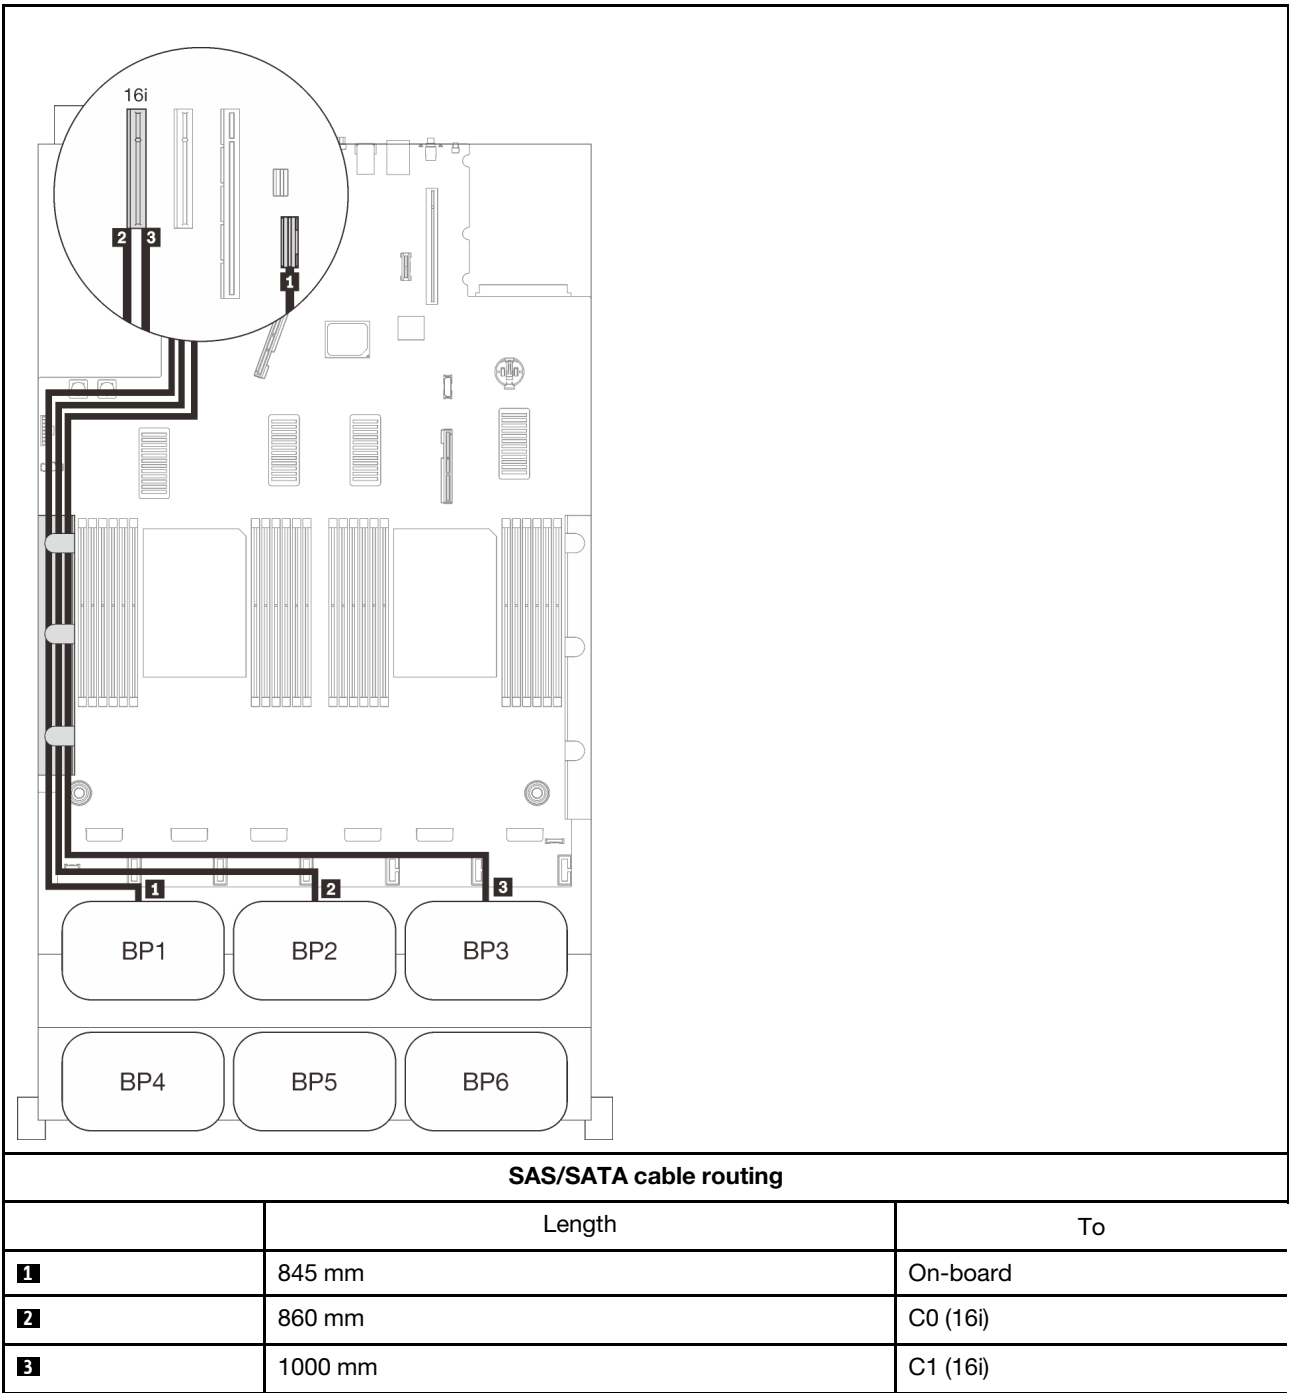 16i
2 3
1
1
2
3
BP1 BP2 BP3
BP4 BP5 BP6
SAS/SATA cable routing
Length To
1 845 mm On-board
2 860 mm C0 (16i)
3 1000 mm C1 (16i)